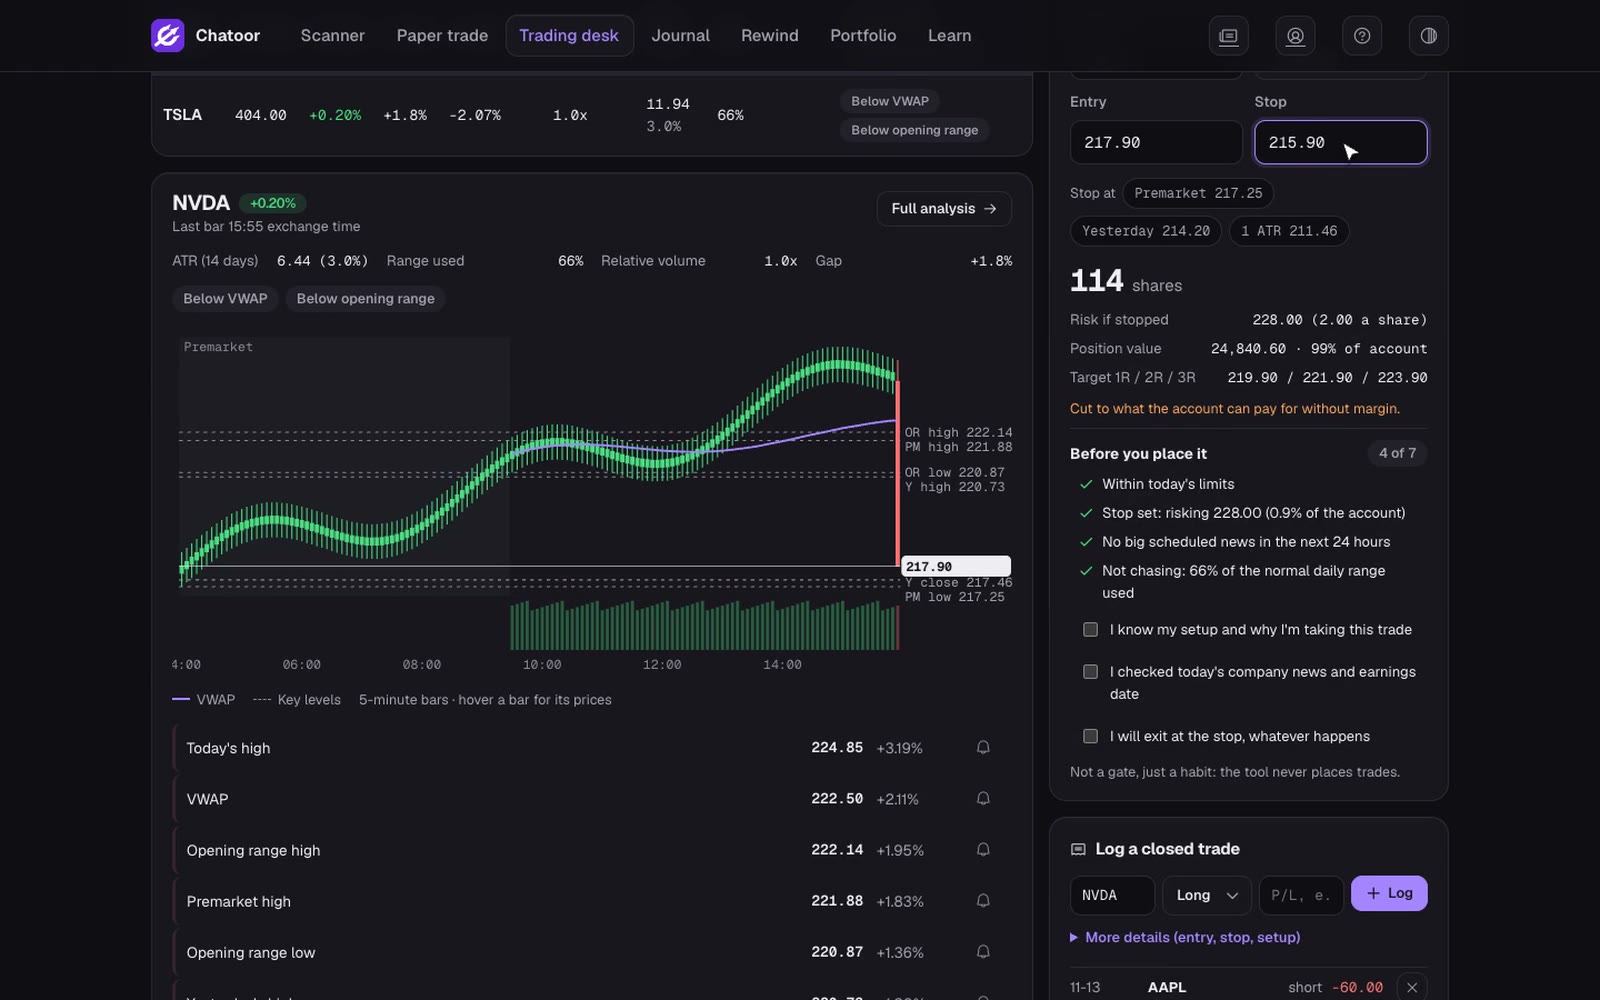 Chatoor
Scanner
Paper trade
Trading desk
Journal
Rewind
Portfolio
Learn
TSLA 404.00 +0.20% +1.8% -2.07% 1.0x 11.94 66% Below VWAP
3.0% Below opening range
NVDA +0.20%
Last bar 15:55 exchange time
Full analysis →
ATR (14 days) 6.44 (3.0%) Range used 66% Relative volume 1.0x Gap +1.8%
Below VWAP Below opening range
Premarket
OR high 222.14
PM high 221.88
OR low 220.87
Y high 220.73
217.90
Y close 217.46
PM low 217.25
4:00 06:00 08:00 10:00 12:00 14:00
VWAP Key levels 5-minute bars · hover a bar for its prices
Today's high 224.85 +3.19%
VWAP 222.50 +2.11%
Opening range high 222.14 +1.95%
Premarket high 221.88 +1.83%
Opening range low 220.87 +1.36%
Entry Stop
217.90 215.90
Stop at Premarket 217.25
Yesterday 214.20 1 ATR 211.46
114 shares
Risk if stopped 228.00 (2.00 a share)
Position value 24,840.60 · 99% of account
Target 1R / 2R / 3R 219.90 / 221.90 / 223.90
Cut to what the account can pay for without margin.
Before you place it 4 of 7
Within today's limits
Stop set: risking 228.00 (0.9% of the account)
No big scheduled news in the next 24 hours
Not chasing: 66% of the normal daily range
used
I know my setup and why I'm taking this trade
I checked today's company news and earnings
date
I will exit at the stop, whatever happens
Not a gate, just a habit: the tool never places trades.
Log a closed trade
NVDA Long P/L, e. + Log
More details (entry, stop, setup)
11-13 AAPL short -60.00